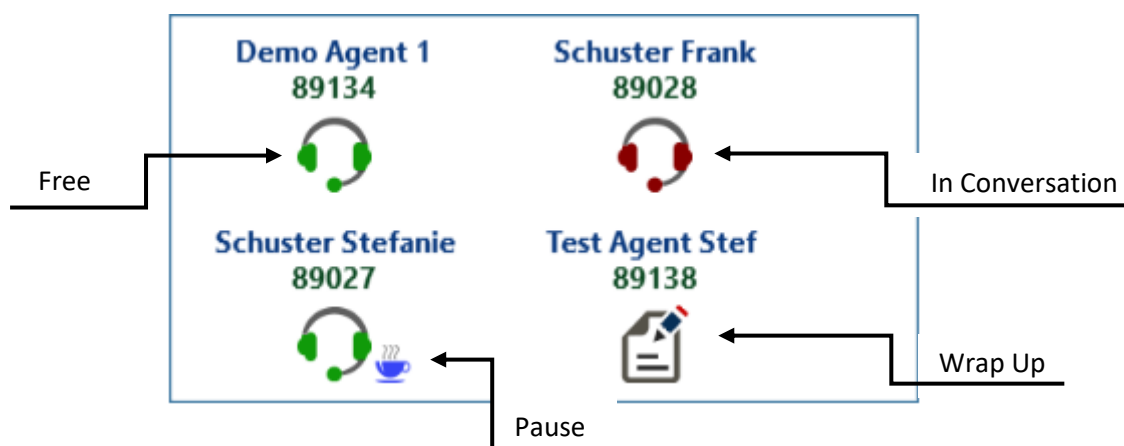 Demo Agent 1
89134
Schuster Frank
89028
Free
In Conversation
Schuster Stefanie
89027
Test Agent Stef
89138
Wrap Up
Pause